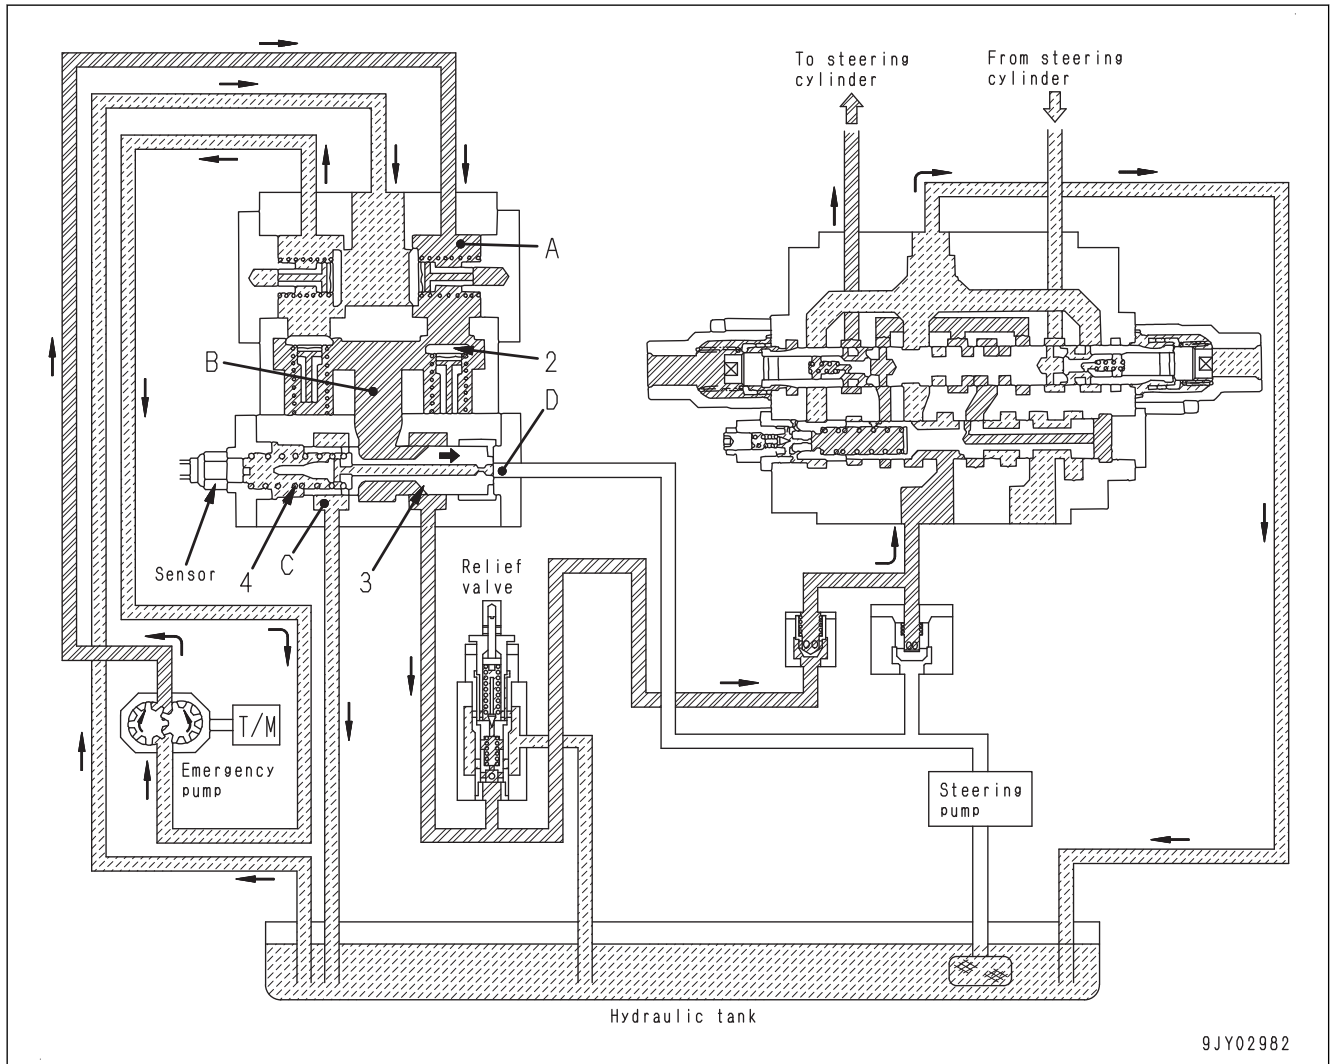 To steering
cylinder
From steering
cylinder
A
B
2
D
Sensor
4
C
3
Relief
valve
T/M
Emergency
pump
Steering
pump
Hydraulic tank
9JY02982